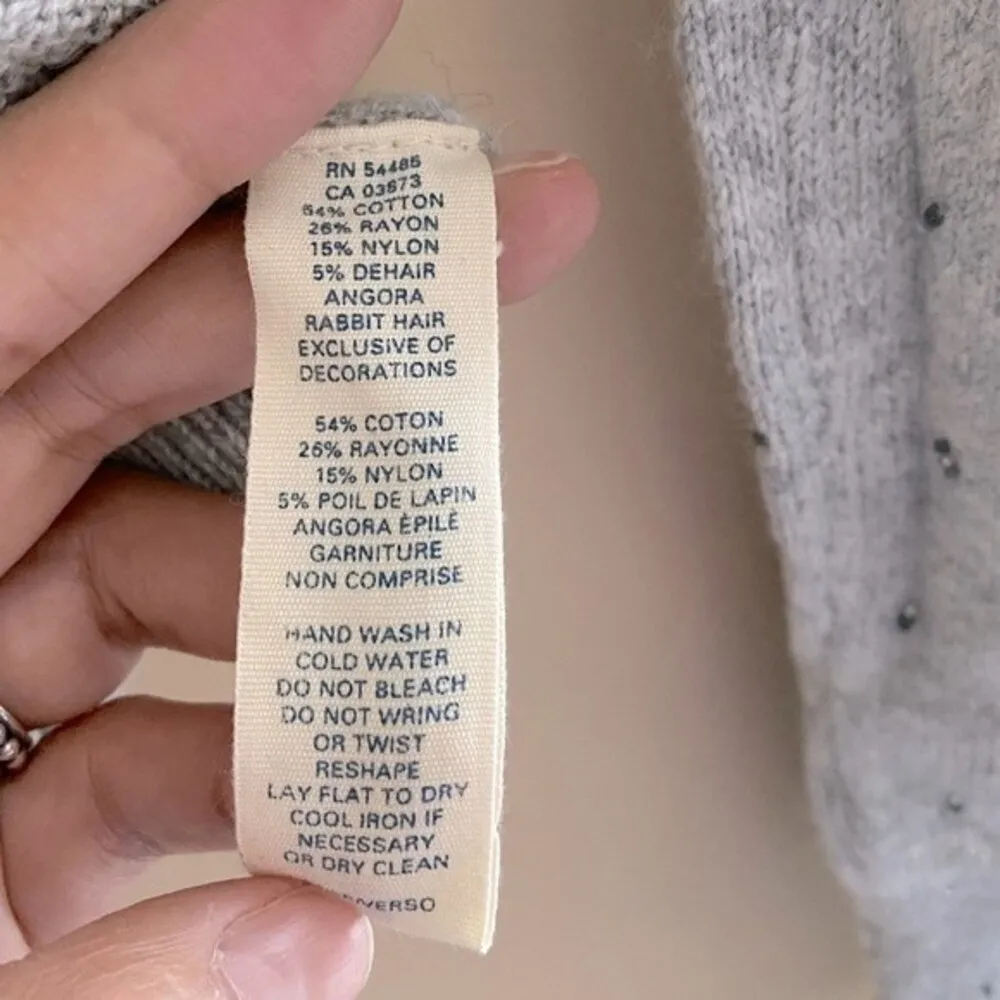 RN 54485
CA 03673
54% COTTON
26% RAYON
15% NYLON
5% DEHAIR
ANGORA
RABBIT HAIR
EXCLUSIVE OF
DECORATIONS
54% COTON
26% RAYONNE
15% NYLON
5% POIL DE LAPIN
ANGORA ÉPILÉ
GARNITURE
NON COMPRISE
HAND WASH IN
COLD WATER
DO NOT BLEACH
DO NOT WRING
OR TWIST
RESHAPE
LAY FLAT TO DRY
COOL IRON IF
NECESSARY
OR DRY CLEAN